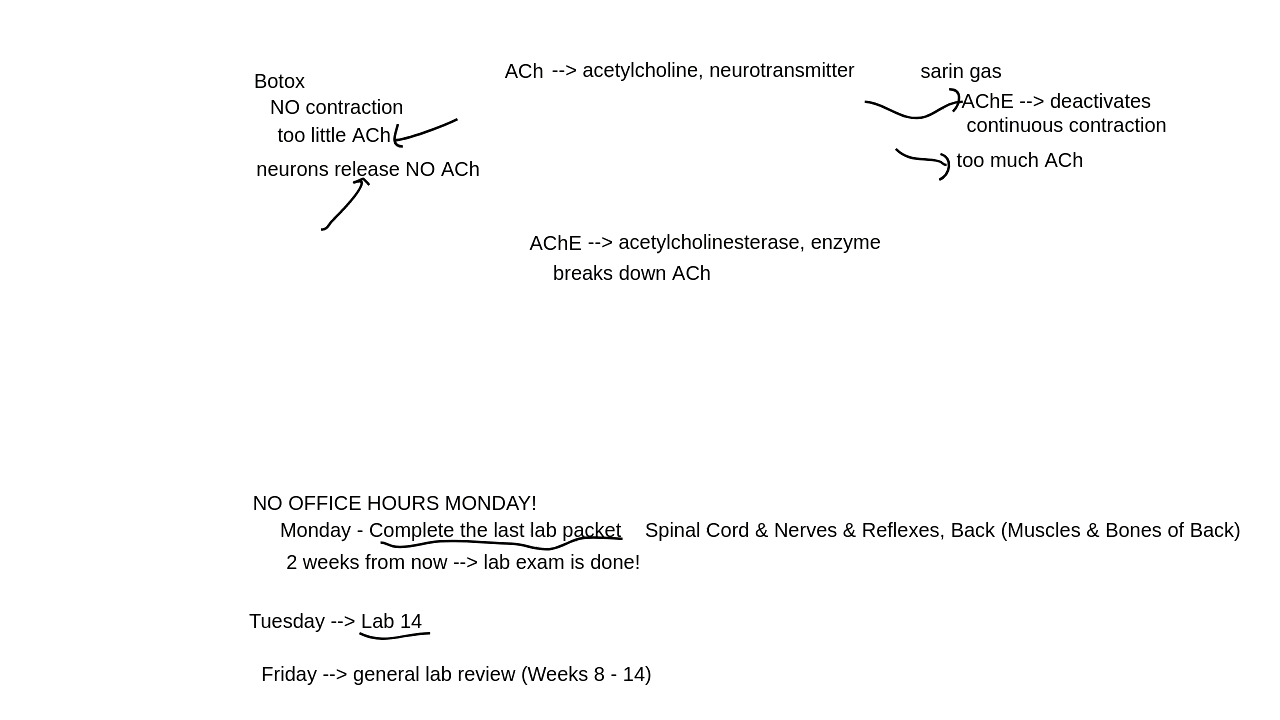 Botox
NO contraction
too little ACh
neurons release NO ACh
ACh --> acetylcholine, neurotransmitter
sarin gas
AChE --> deactivates
continuous contraction
too much ACh
AChE --> acetylcholinesterase, enzyme
breaks down ACh
NO OFFICE HOURS MONDAY!
Monday - Complete the last lab packet Spinal Cord & Nerves & Reflexes, Back (Muscles & Bones of Back)
2 weeks from now --> lab exam is done!
Tuesday --> Lab 14
Friday --> general lab review (Weeks 8 - 14)